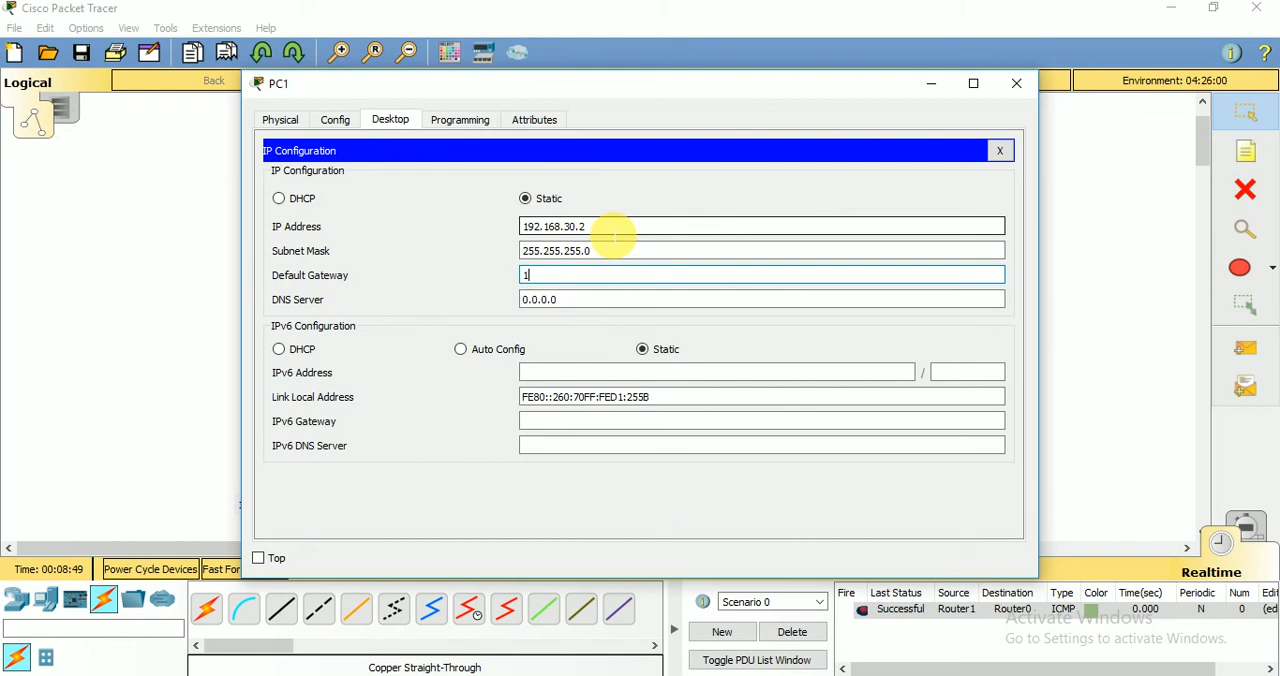 Cisco Packet Tracer
File Edit Options View Tools Extensions Help
Logical
Back
Environment: 04:26:00
PC1
Physical Config Desktop Programming Attributes
IP Configuration
X
IP Configuration
DHCP
Static
IP Address
192.168.30.2
Subnet Mask
255.255.255.0
Default Gateway
1
DNS Server
0.0.0.0
IPv6 Configuration
DHCP
Auto Config
Static
IPv6 Address
/
Link Local Address
FE80::260:70FF:FED1:255B
IPv6 Gateway
IPv6 DNS Server
Top
Time: 00:08:49
Power Cycle Devices
Fast For
Realtime
Scenario 0
New
Delete
Toggle PDU List Window
Fire Last Status Source Destination Type Color Time(sec) Periodic Num Edi
Successful Router1 Router0 ICMP 0.000 N 0 (ed
Activate Windows
Go to Settings to activate Windows.
Copper Straight-Through